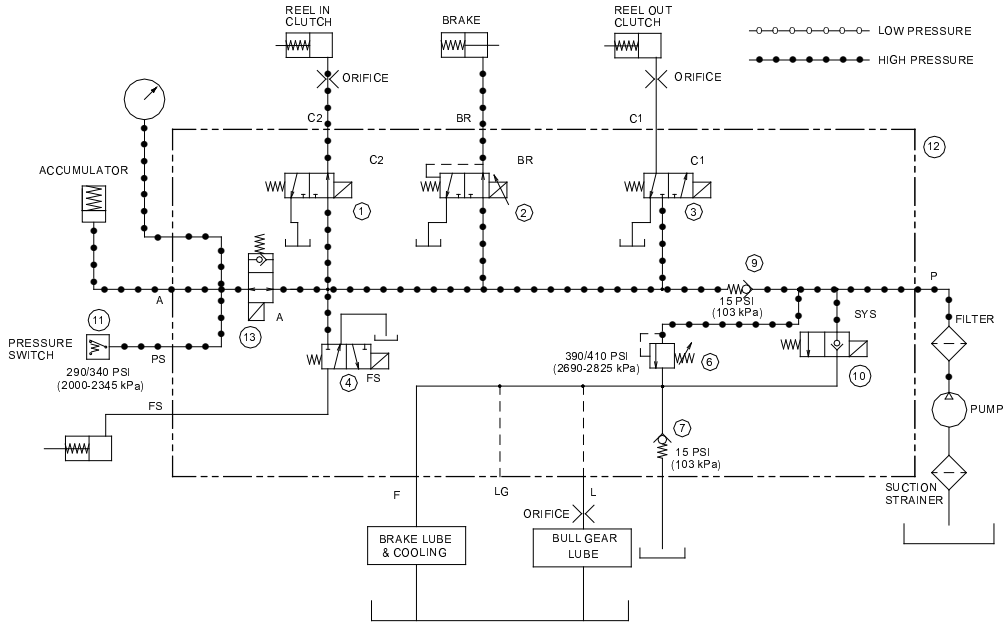 REEL IN
CLUTCH
BRAKE
REEL OUT
CLUTCH
LOW PRESSURE
HIGH PRESSURE
ORIFICE
ORIFICE
C2
BR
C1
12
ACCUMULATOR
C2
BR
C1
1
2
3
9
P
A
A
15 PSI
(103 kPa)
SYS
FILTER
11
13
PRESSURE
SWITCH
PS
290/340 PSI
(2000-2345 kPa)
4
FS
390/410 PSI
(2690-2825 kPa)
6
10
FS
PUMP
7
15 PSI
(103 kPa)
F
LG
L
SUCTION
STRAINER
ORIFICE
BRAKE LUBE
& COOLING
BULL GEAR
LUBE